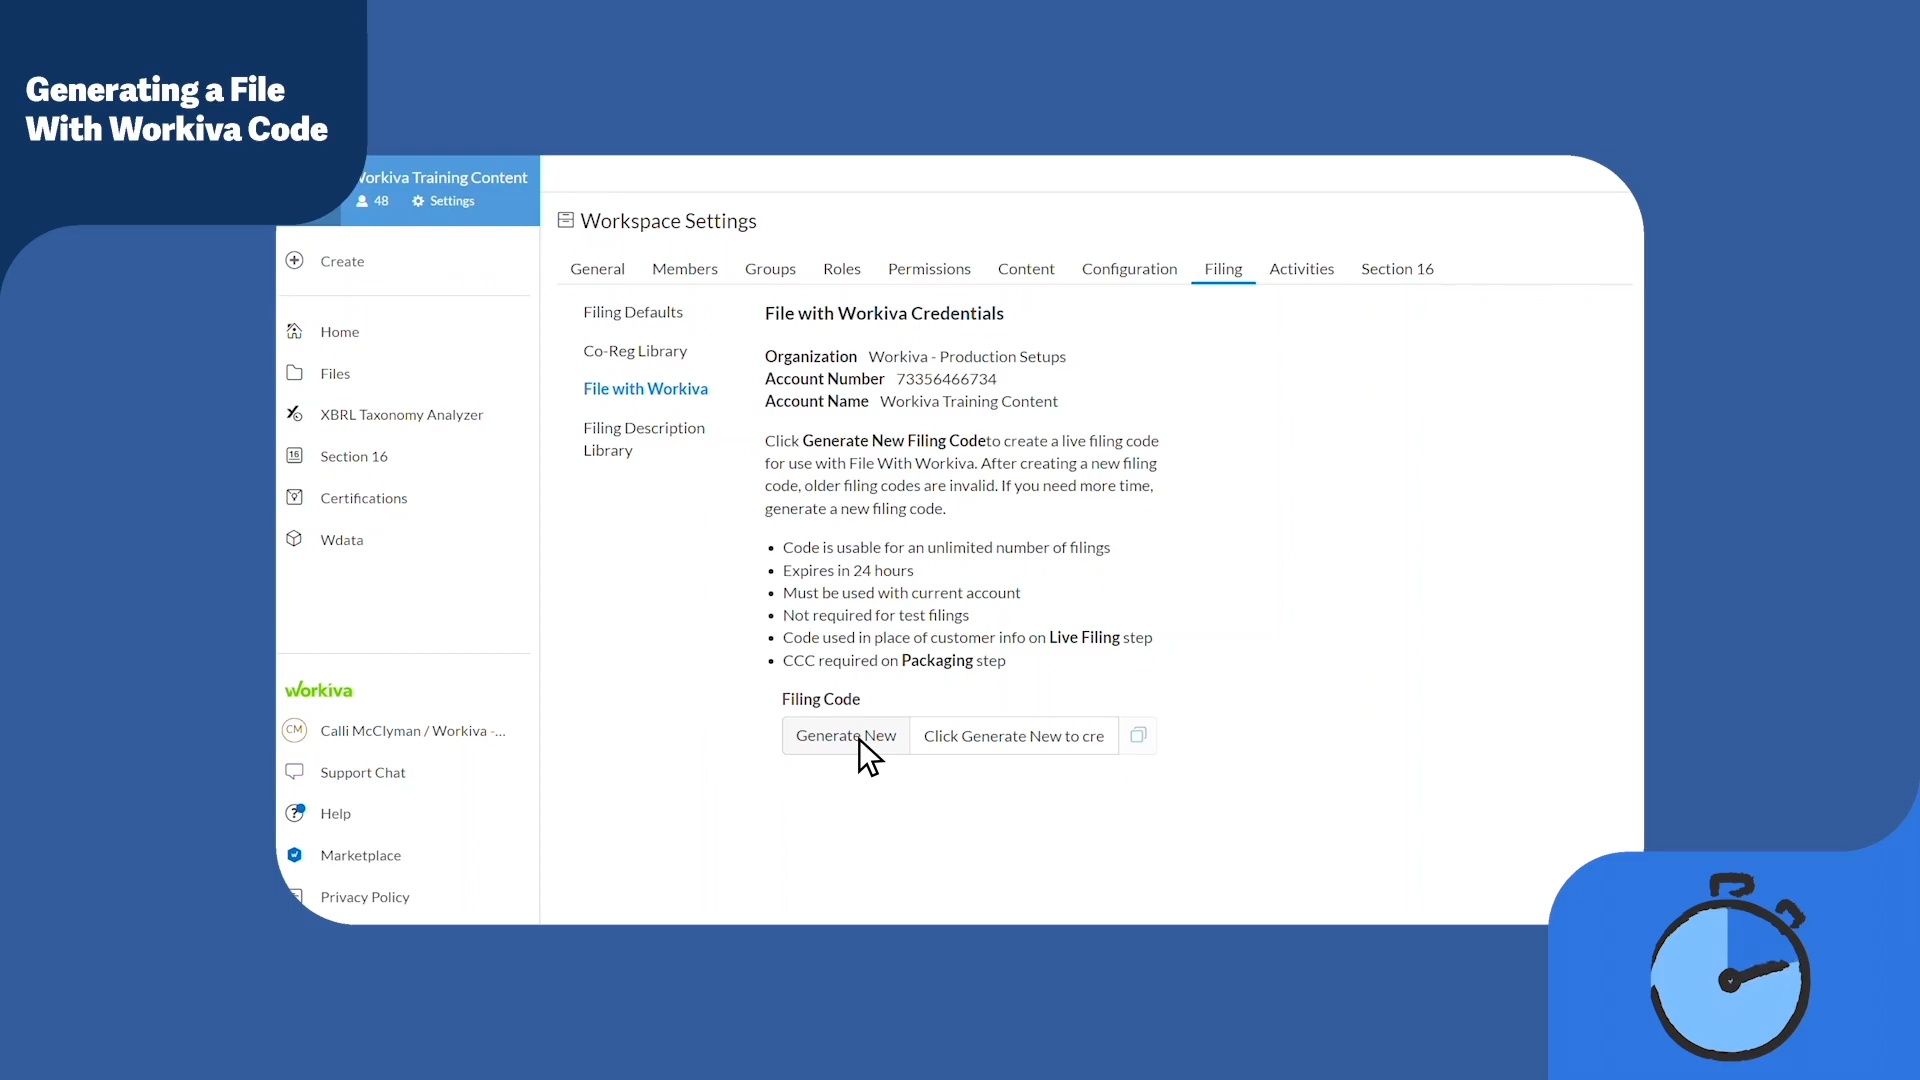 Generating a File
With Workiva Code
Workiva Training Content
48 Settings
Create
Home
Files
XBRL Taxonomy Analyzer
16 Section 16
Certifications
Wdata
workiva
CM Calli McClyman / Workiva -...
Support Chat
? Help
Marketplace
Privacy Policy
Workspace Settings
General Members Groups Roles Permissions Content Configuration Filing Activities Section 16
Filing Defaults
Co-Reg Library
File with Workiva
Filing Description
Library
File with Workiva Credentials
Organization Workiva - Production Setups
Account Number 73356466734
Account Name Workiva Training Content
Click Generate New Filing Codeto create a live filing code
for use with File With Workiva. After creating a new filing
code, older filing codes are invalid. If you need more time,
generate a new filing code.
• Code is usable for an unlimited number of filings
• Expires in 24 hours
• Must be used with current account
• Not required for test filings
• Code used in place of customer info on Live Filing step
• CCC required on Packaging step
Filing Code
Generate New Click Generate New to cre